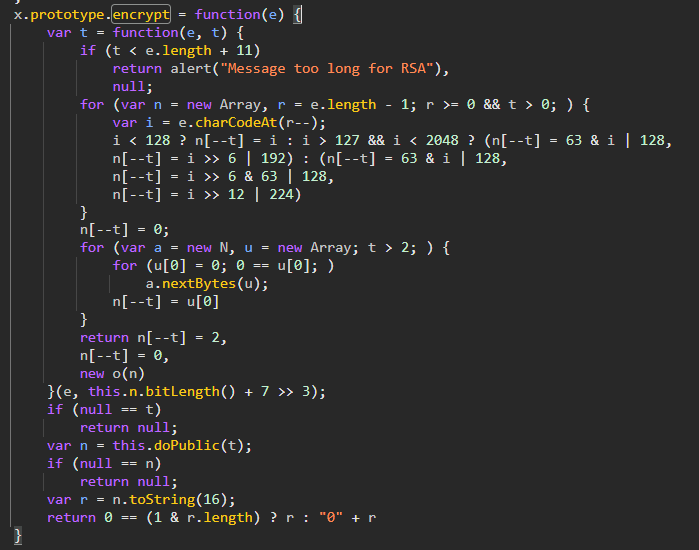 x.prototype.encrypt = function(e) {
var t = function(e, t) {
if (t < e.length + 11)
return alert("Message too long for RSA"),
null;
for (var n = new Array, r = e.length - 1; r >= 0 && t > 0; ) {
var i = e.charCodeAt(r--);
i < 128 ? n[--t] = i : i > 127 && i < 2048 ? (n[--t] = 63 & i | 128,
n[--t] = i >> 6 | 192) : (n[--t] = 63 & i | 128,
n[--t] = i >> 6 & 63 | 128,
n[--t] = i >> 12 | 224)
}
n[--t] = 0;
for (var a = new N, u = new Array; t > 2; ) {
for (u[0] = 0; 0 == u[0]; )
a.nextBytes(u);
n[--t] = u[0]
}
return n[--t] = 2,
n[--t] = 0,
new o(n)
}(e, this.n.bitLength() + 7 >> 3);
if (null == t)
return null;
var n = this.doPublic(t);
if (null == n)
return null;
var r = n.toString(16);
return 0 == (1 & r.length) ? r : "0" + r
}